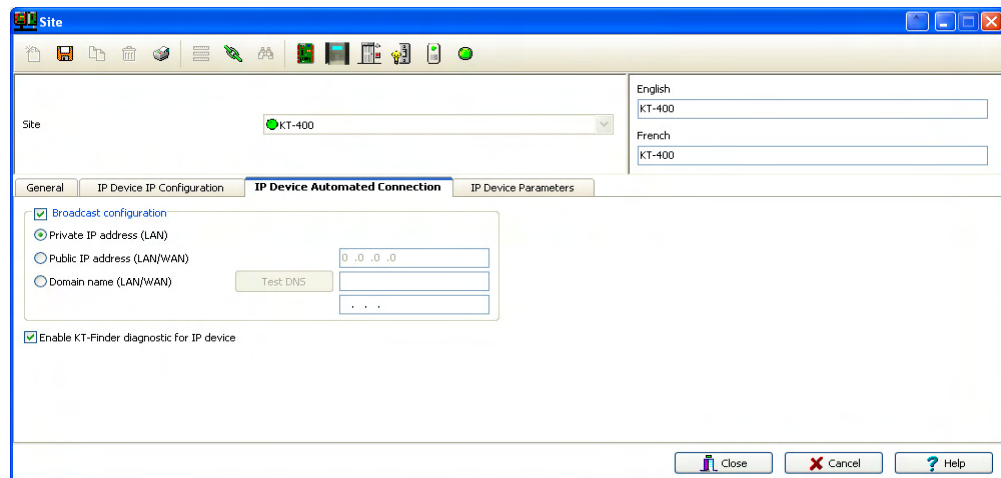 Site
English
KT-400
Site
KT-400
French
KT-400
General
IP Device IP Configuration
IP Device Automated Connection
IP Device Parameters
Broadcast configuration
Private IP address (LAN)
Public IP address (LAN/WAN)
0 .0 .0 .0
Domain name (LAN/WAN)
Test DNS
. . .
Enable KT-Finder diagnostic for IP device
Close
Cancel
? Help